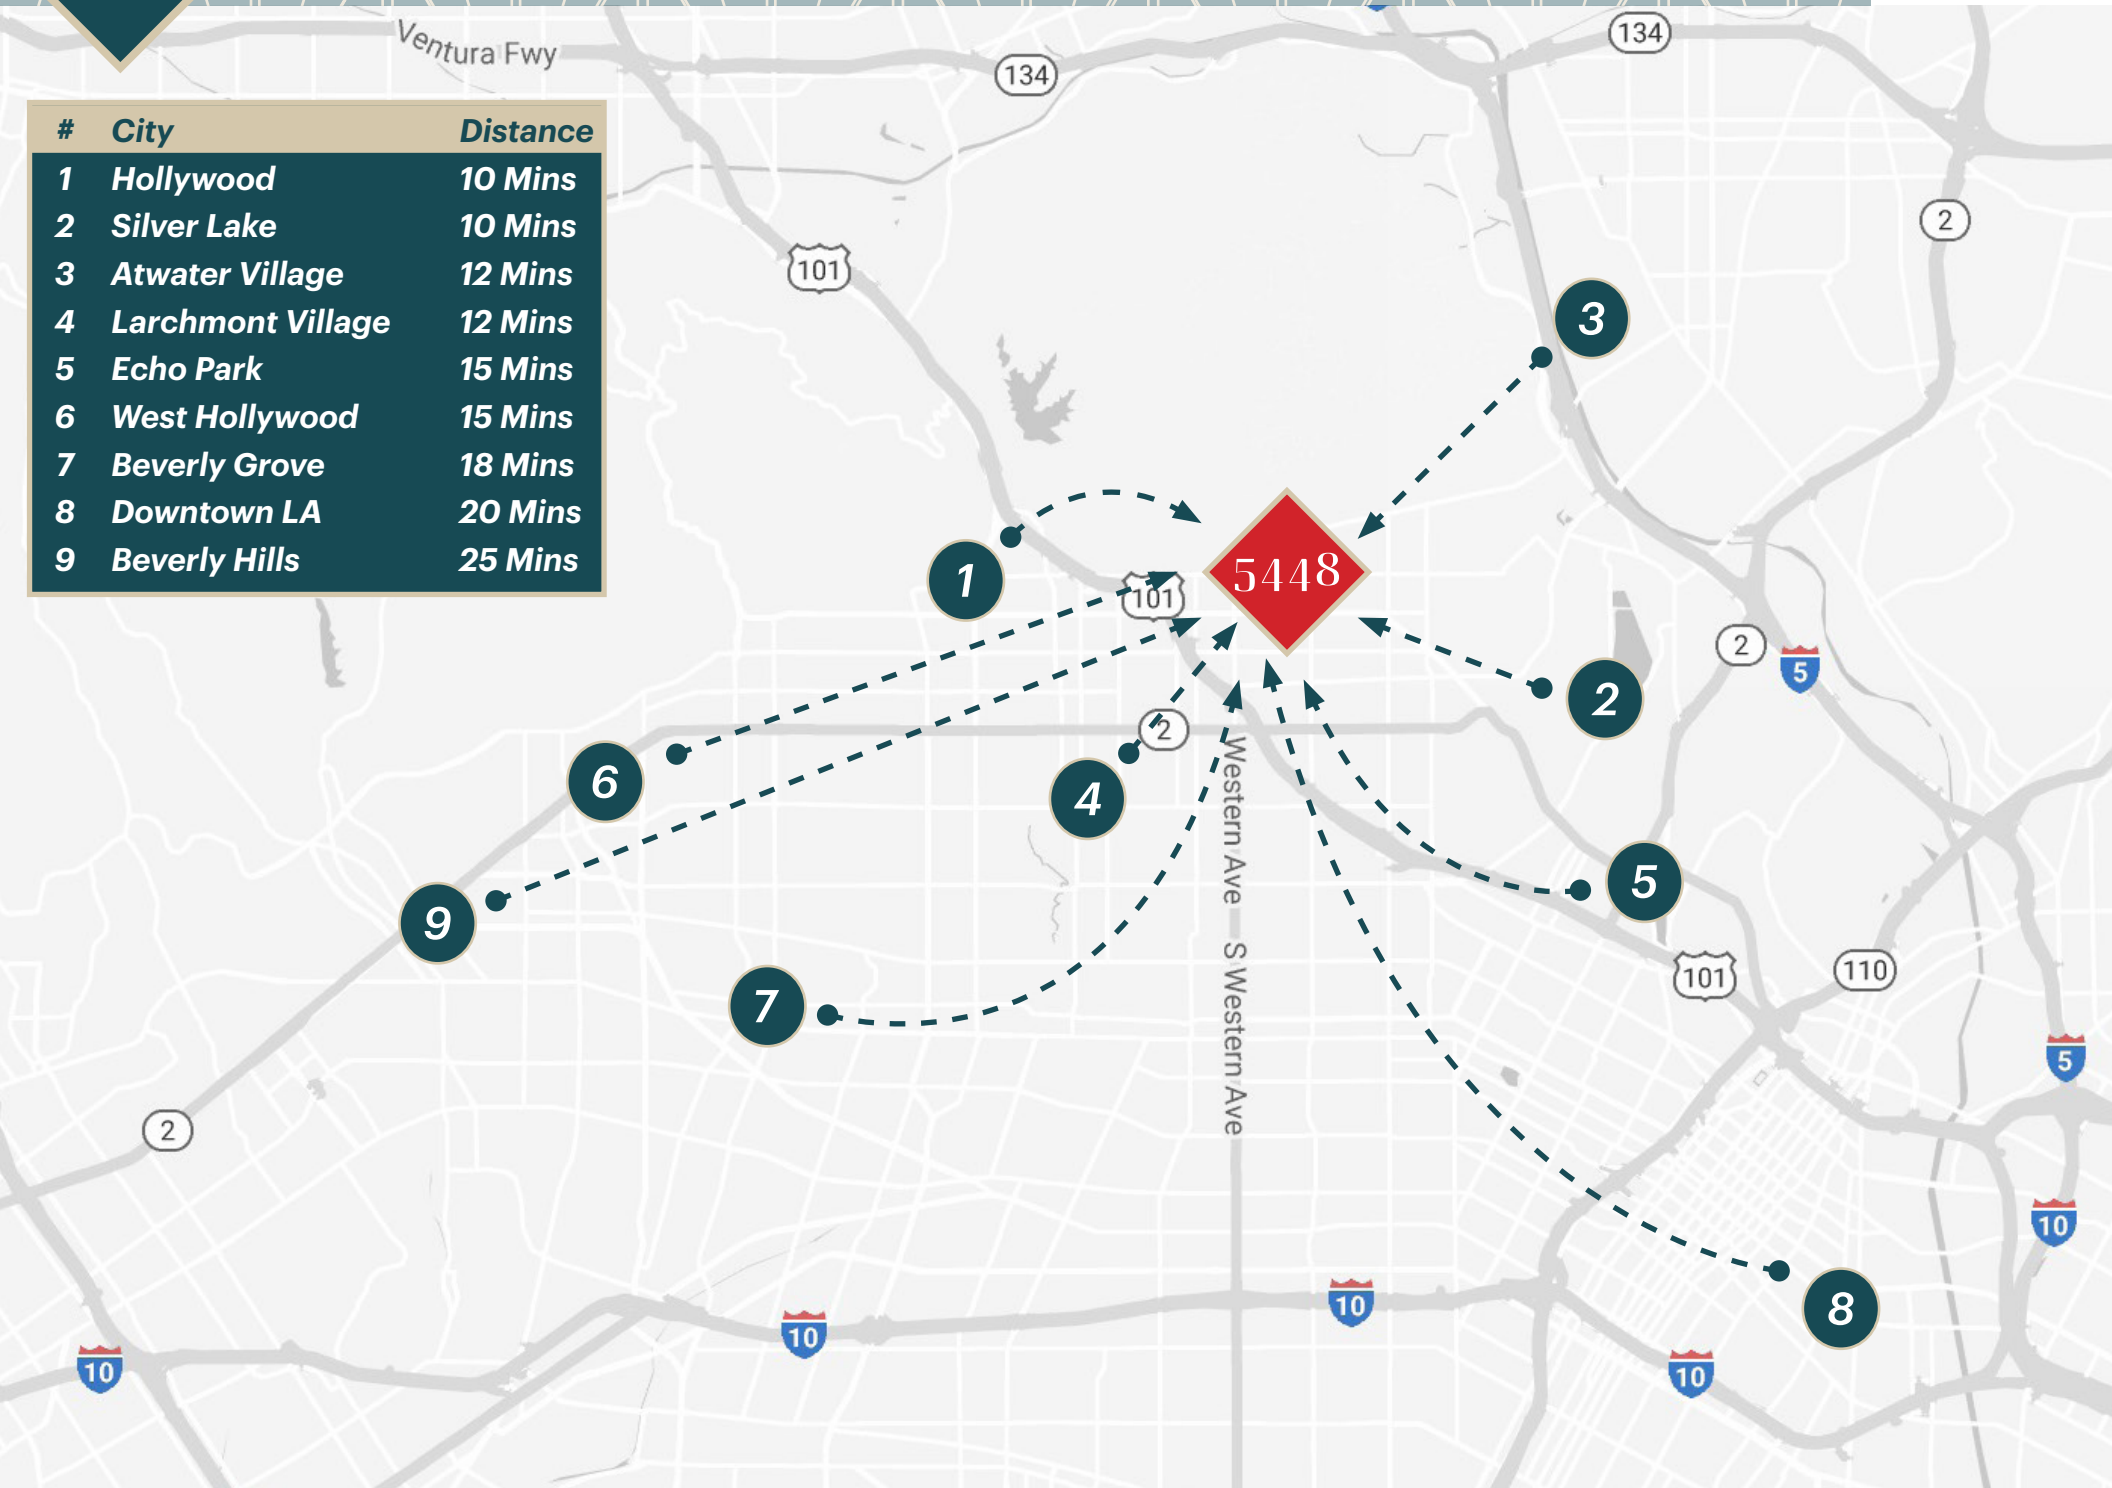 Ventura Fwy
134
134
# City Distance
1 Hollywood 10 Mins
2 Silver Lake 10 Mins
3 Atwater Village 12 Mins
4 Larchmont Village 12 Mins
5 Echo Park 15 Mins
6 West Hollywood 15 Mins
7 Beverly Grove 18 Mins
8 Downtown LA 20 Mins
9 Beverly Hills 25 Mins
2
101
3
5448
1
101
2
5
2
2
6
4
Western Ave
5
9
S Western Ave
101
110
7
5
2
10
10
8
10
10
10